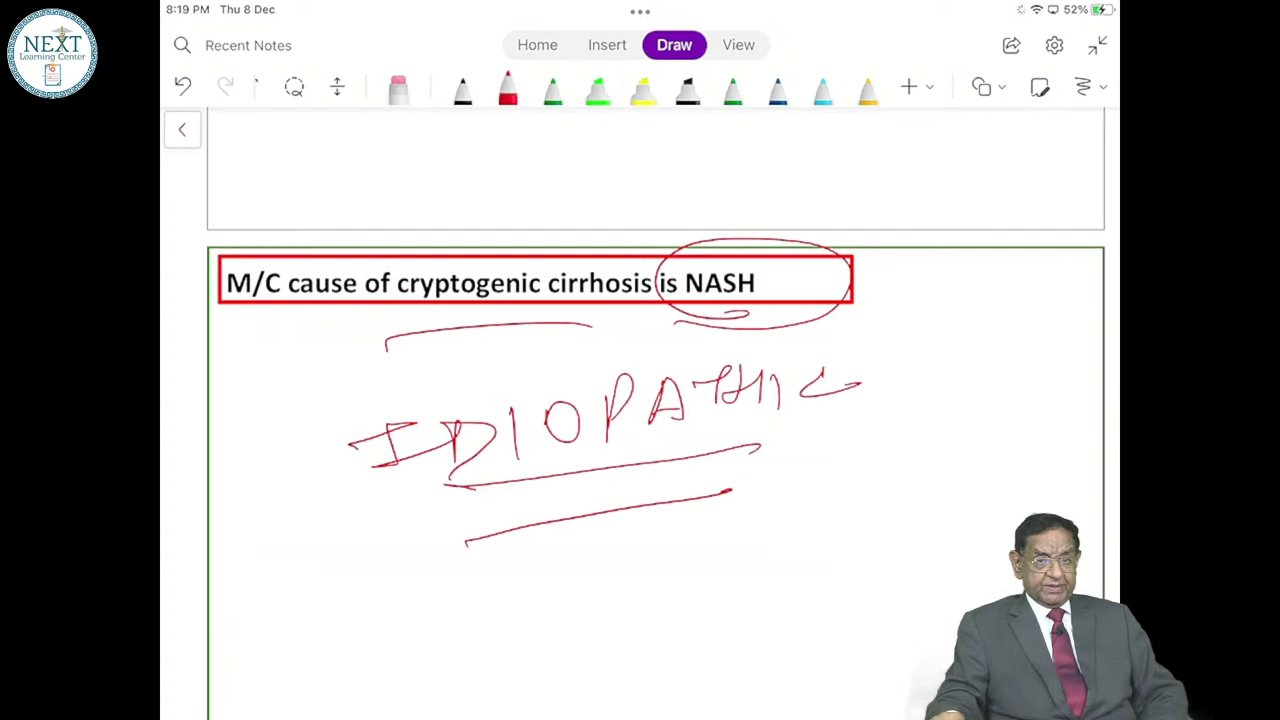 8:19 PM Thu 8 Dec
52%
NEXT
Learning Center
Recent Notes
Home Insert Draw View
M/C cause of cryptogenic cirrhosis is NASH
IDIOPATHIC